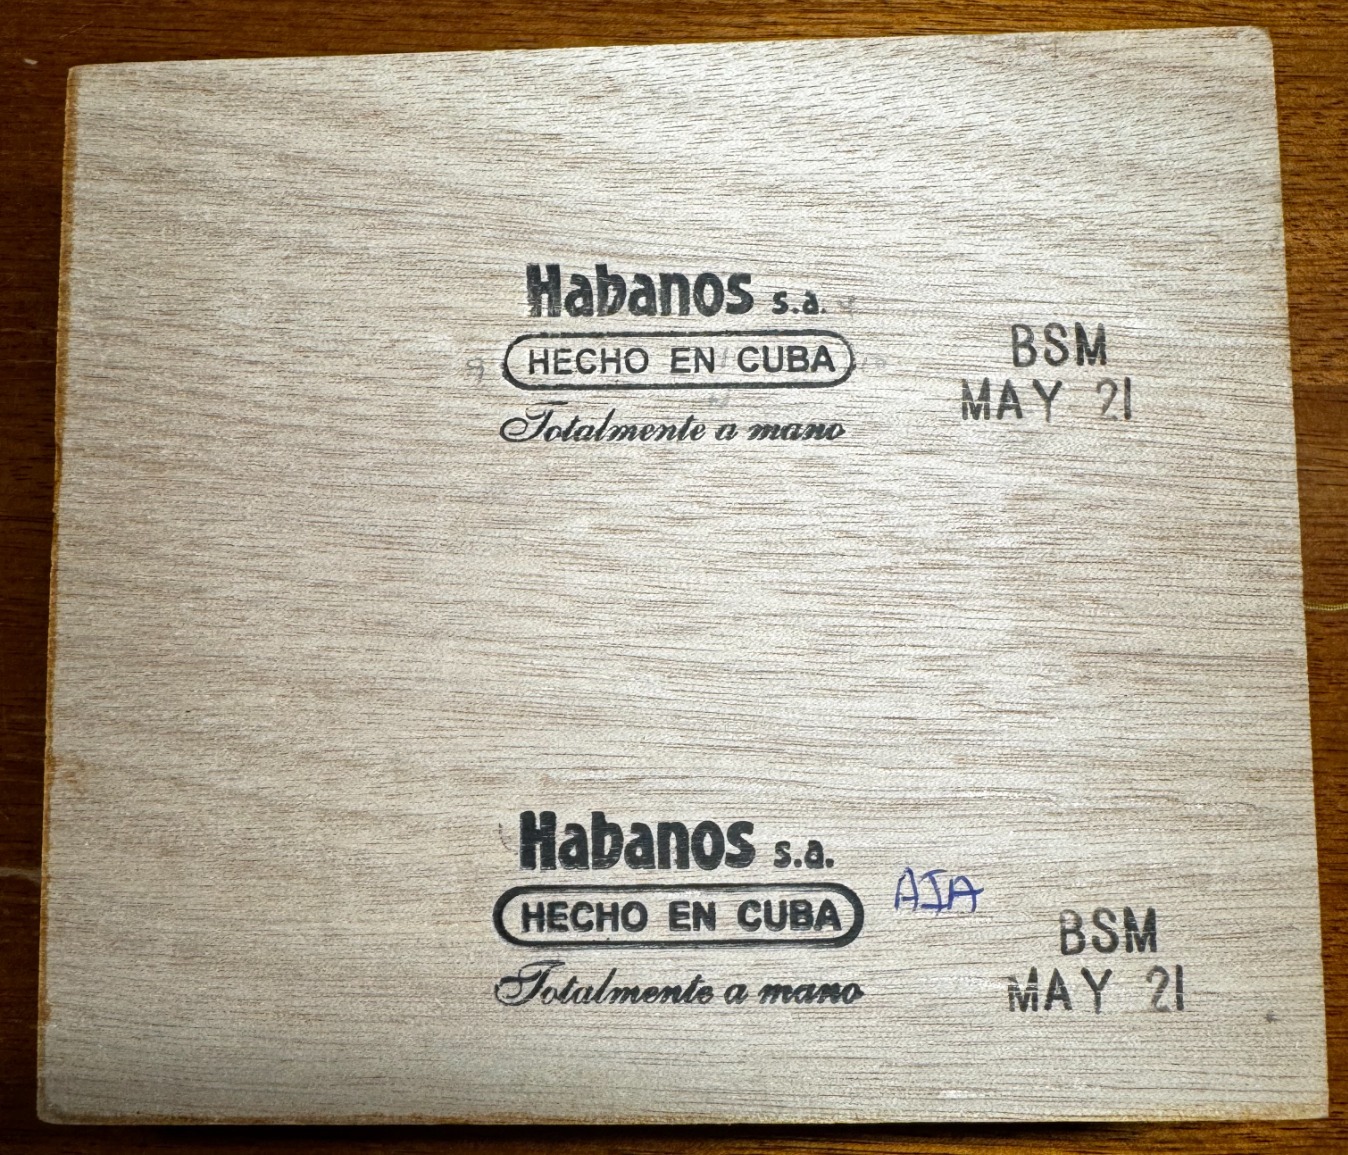 Habanos s.a.
HECHO EN CUBA
Totalmente a mano
BSM
MAY 21
Habanos s.a.
HECHO EN CUBA
Totalmente a mano
AJA
BSM
MAY 21